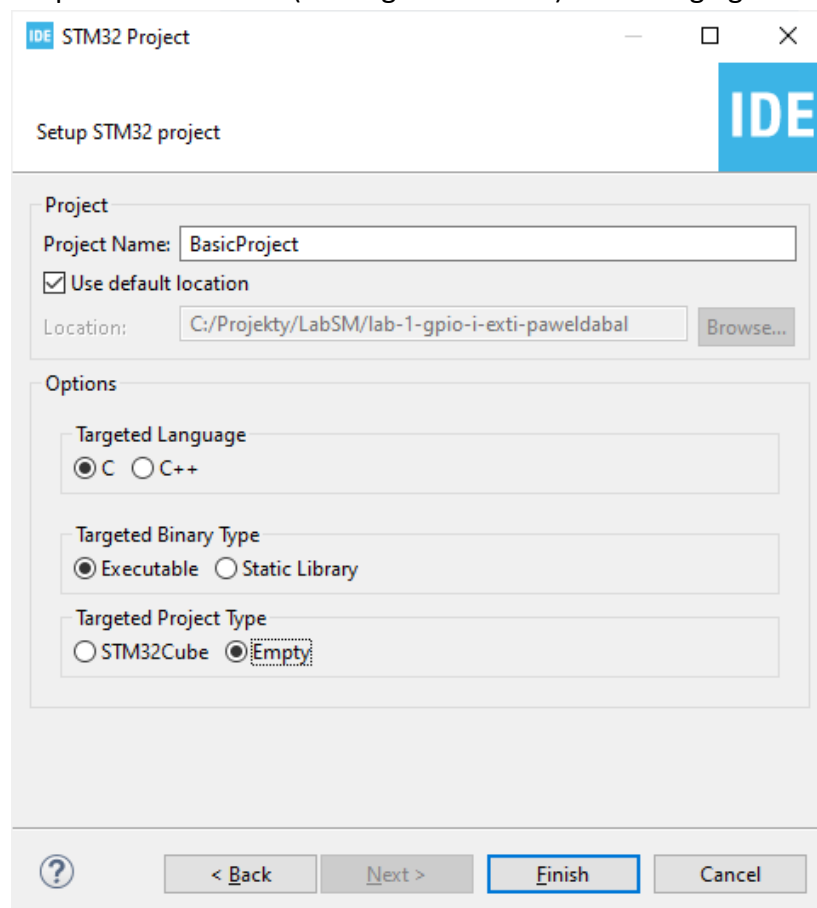 IDE STM32 Project
IDE
Setup STM32 project
Project
Project Name: BasicProject
Use default location
Location: C:/Projekty/LabSM/lab-1-gpio-i-exti-paweldabal Browse...
Options
Targeted Language
C C++
Targeted Binary Type
Executable Static Library
Targeted Project Type
STM32Cube Empty
? < Back Next > Finish Cancel